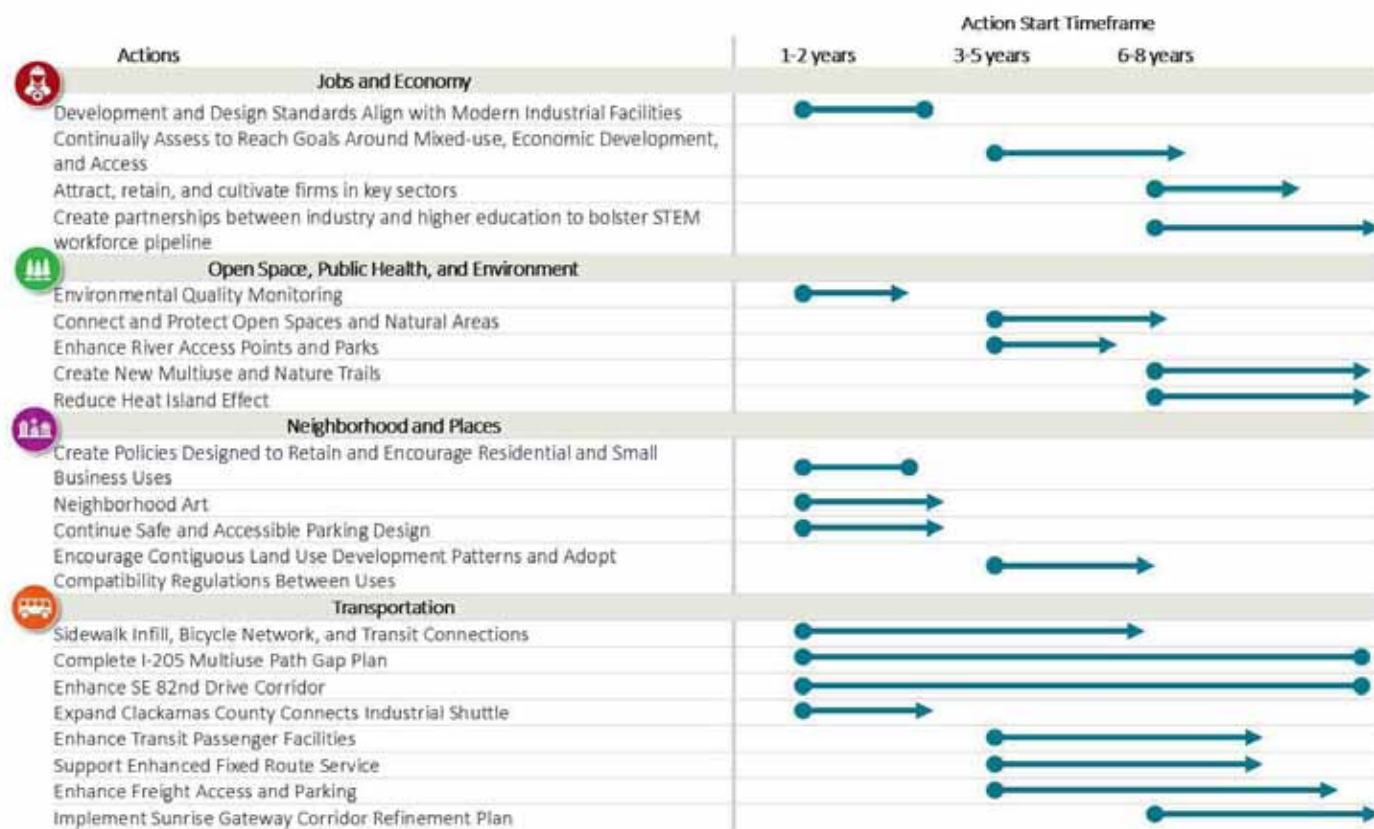 Action Start Timeframe
Actions 1-2 years 3-5 years 6-8 years
Jobs and Economy
Development and Design Standards Align with Modern Industrial Facilities
Continually Assess to Reach Goals Around Mixed-use, Economic Development,
and Access
Attract, retain, and cultivate firms in key sectors
Create partnerships between industry and higher education to bolster STEM
workforce pipeline
Open Space, Public Health, and Environment
Environmental Quality Monitoring
Connect and Protect Open Spaces and Natural Areas
Enhance River Access Points and Parks
Create New Multiuse and Nature Trails
Reduce Heat Island Effect
Neighborhood and Places
Create Policies Designed to Retain and Encourage Residential and Small
Business Uses
Neighborhood Art
Continue Safe and Accessible Parking Design
Encourage Contiguous Land Use Development Patterns and Adopt
Compatibility Regulations Between Uses
Transportation
Sidewalk Infill, Bicycle Network, and Transit Connections
Complete I-205 Multiuse Path Gap Plan
Enhance SE 82nd Drive Corridor
Expand Clackamas County Connects Industrial Shuttle
Enhance Transit Passenger Facilities
Support Enhanced Fixed Route Service
Enhance Freight Access and Parking
Implement Sunrise Gateway Corridor Refinement Plan